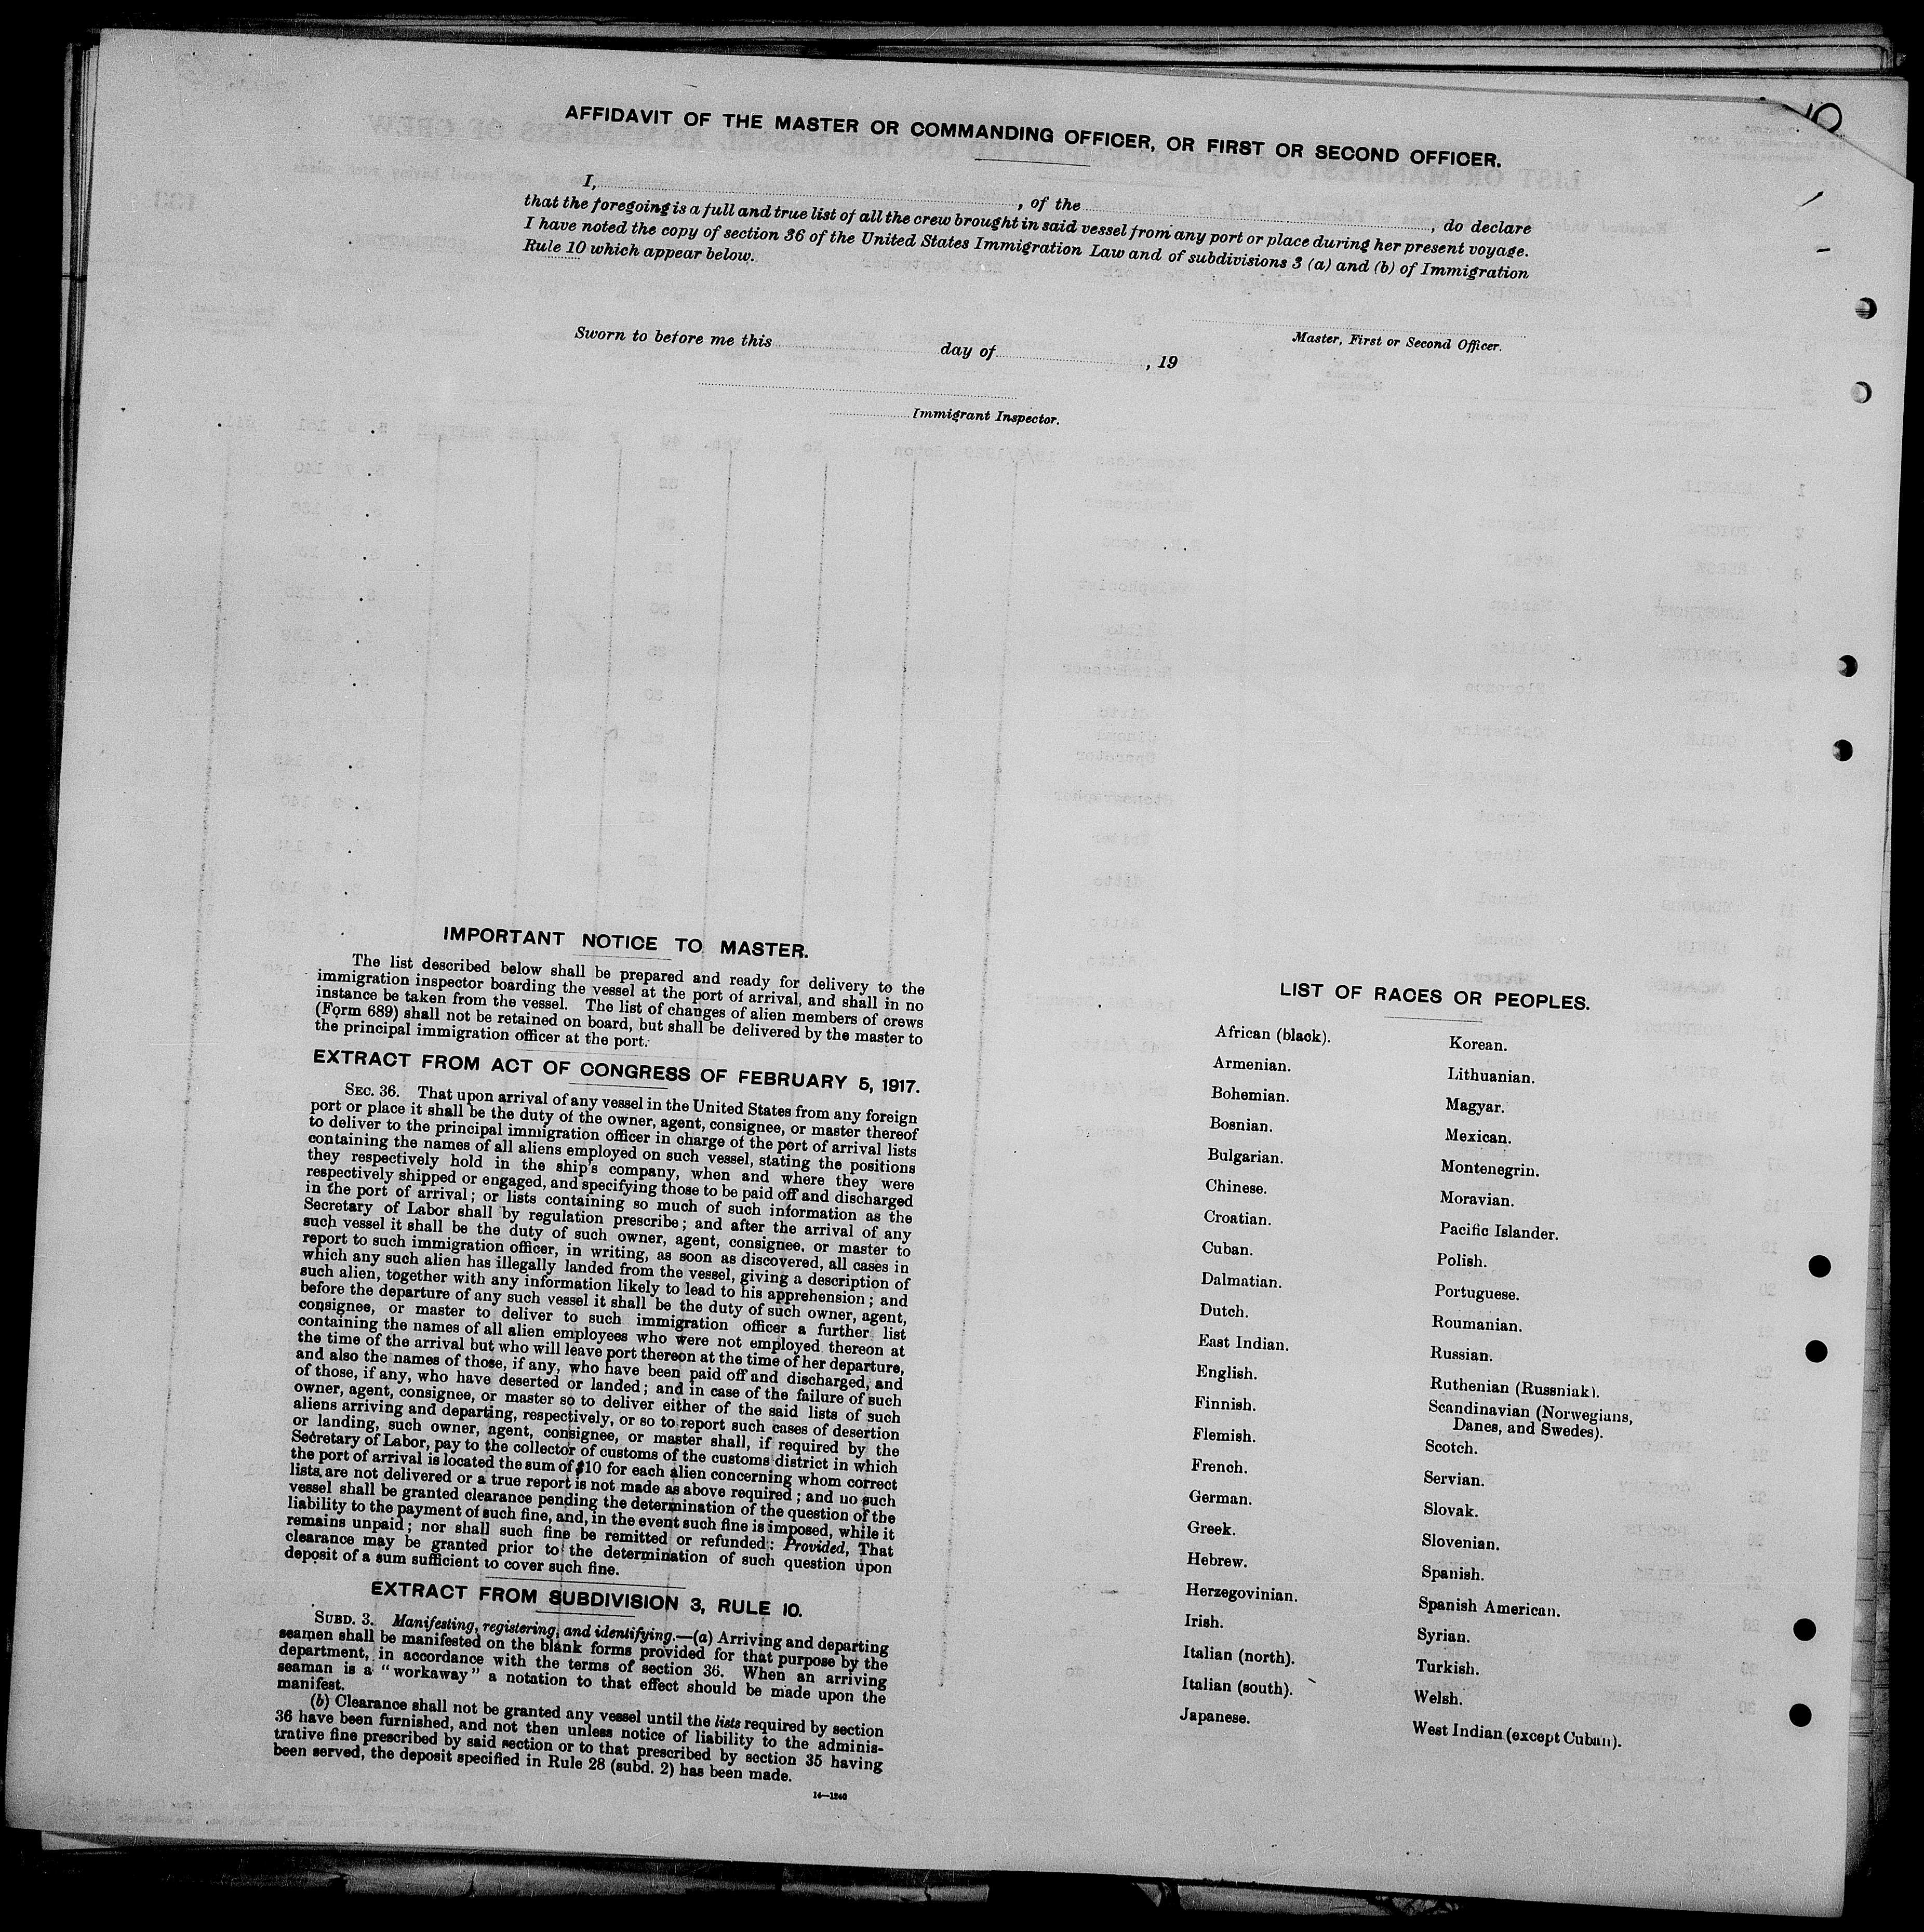 AFFIDAVIT OF THE MASTER OR COMMANDING OFFICER, OR FIRST OR SECOND OFFICER.
I, , of the , do declare
that the foregoing is a full and true list of all the crew brought in said vessel from any port or place during her present voyage.
I have noted the copy of section 36 of the United States Immigration Law and of subdivisions 3 (a) and (b) of Immigration
Rule 10 which appear below.
Master, First or Second Officer.
Sworn to before me this day of , 19
Immigrant Inspector.
IMPORTANT NOTICE TO MASTER.
The list described below shall be prepared and ready for delivery to the
immigration inspector boarding the vessel at the port of arrival, and shall in no
instance be taken from the vessel. The list of changes of alien members of crews
(Form 689) shall not be retained on board, but shall be delivered by the master to
the principal immigration officer at the port.
EXTRACT FROM ACT OF CONGRESS OF FEBRUARY 5, 1917.
SEC. 36. That upon arrival of any vessel in the United States from any foreign
port or place it shall be the duty of the owner, agent, consignee, or master thereof
to deliver to the principal immigration officer in charge of the port of arrival lists
containing the names of all aliens employed on such vessel, stating the positions
they respectively hold in the ship's company, when and where they were
respectively shipped or engaged, and specifying those to be paid off and discharged
in the port of arrival; or lists containing so much of such information as the
Secretary of Labor shall by regulation prescribe; and after the arrival of any
such vessel it shall be the duty of such owner, agent, consignee, or master to
report to such immigration officer, in writing, as soon as discovered, all cases in
which any such alien has illegally landed from the vessel, giving a description of
such alien, together with any information likely to lead to his apprehension; and
before the departure of any such vessel it shall be the duty of such owner, agent,
consignee, or master to deliver to such immigration officer a further list
containing the names of all alien employees who were not employed thereon at
the time of the arrival but who will leave port thereon at the time of her departure,
and also the names of those, if any, who have been paid off and discharged, and
of those, if any, who have deserted or landed; and in case of the failure of such
owner, agent, consignee, or master so to deliver either of the said lists of such
aliens arriving and departing, respectively, or so to report such cases of desertion
or landing, such owner, agent, consignee, or master shall, if required by the
Secretary of Labor, pay to the collector of customs of the customs district in which
the port of arrival is located the sum of $10 for each alien concerning whom correct
lists are not delivered or a true report is not made as above required; and no such
vessel shall be granted clearance pending the determination of the question of the
liability to the payment of such fine, and, in the event such fine is imposed, while it
remains unpaid; nor shall such fine be remitted or refunded: Provided, That
clearance may be granted prior to the determination of such question upon
deposit of a sum sufficient to cover such fine.
EXTRACT FROM SUBDIVISION 3, RULE 10.
SUBD. 3. Manifesting, registering, and identifying.—(a) Arriving and departing
seamen shall be manifested on the blank forms provided for that purpose by the
department, in accordance with the terms of section 36. When an arriving
seaman is a "workaway" a notation to that effect should be made upon the
manifest.
(b) Clearance shall not be granted any vessel until the lists required by section
36 have been furnished, and not then unless notice of liability to the adminis-
trative fine prescribed by said section or to that prescribed by section 35 having
been served, the deposit specified in Rule 28 (subd. 2) has been made.
14—1240
LIST OF RACES OR PEOPLES.
African (black).
Armenian.
Bohemian.
Bosnian.
Bulgarian.
Chinese.
Croatian.
Cuban.
Dalmatian.
Dutch.
East Indian.
English.
Finnish.
Flemish.
French.
German.
Greek.
Hebrew.
Herzegovinian.
Irish.
Italian (north).
Italian (south).
Japanese.
Korean.
Lithuanian.
Magyar.
Mexican.
Montenegrin.
Moravian.
Pacific Islander.
Polish.
Portuguese.
Roumanian.
Russian.
Ruthenian (Russniak).
Scandinavian (Norwegians,
Danes, and Swedes).
Scotch.
Servian.
Slovak.
Slovenian.
Spanish.
Spanish American.
Syrian.
Turkish.
Welsh.
West Indian (except Cuban).